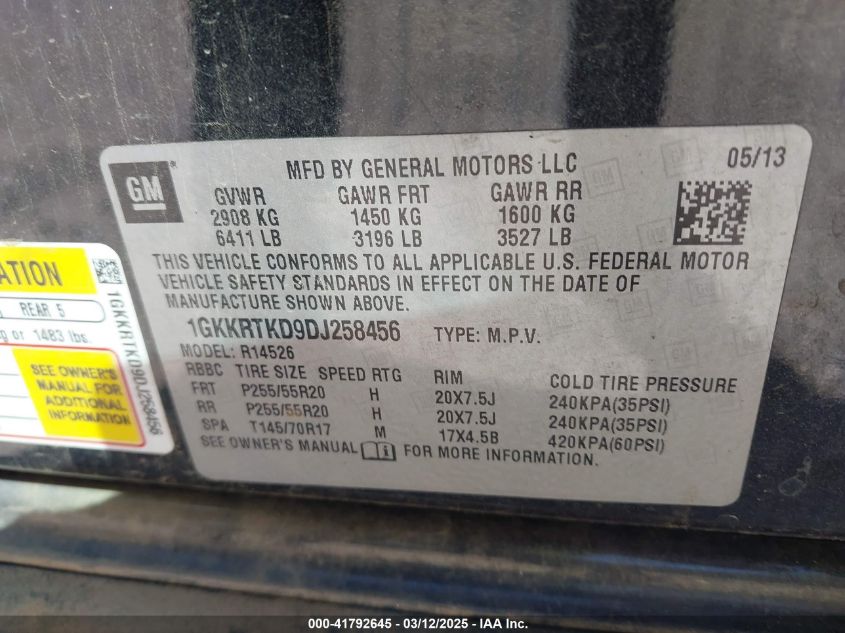 GM
MFD BY GENERAL MOTORS LLC 05/13
GVWR GAWR FRT GAWR RR
2908 KG 1450 KG 1600 KG
6411 LB 3196 LB 3527 LB
THIS VEHICLE CONFORMS TO ALL APPLICABLE U.S. FEDERAL MOTOR
VEHICLE SAFETY STANDARDS IN EFFECT ON THE DATE OF
MANUFACTURE SHOWN ABOVE.
1GKKRTKD9DJ258456 TYPE: M.P.V.
MODEL: R14526
RBBC TIRE SIZE SPEED RTG RIM COLD TIRE PRESSURE
FRT P255/55R20 H 20X7.5J 240KPA(35PSI)
RR P255/55R20 H 20X7.5J 240KPA(35PSI)
SPA T145/70R17 M 17X4.5B 420KPA(60PSI)
SEE OWNER'S MANUAL FOR MORE INFORMATION.
ATION
REAR 5
or 1483 lbs.
SEE OWNER'S
MANUAL FOR
ADDITIONAL
INFORMATION
1GKKRTKD9DJ258456
000-41792645 - 03/12/2025 - IAAI.com